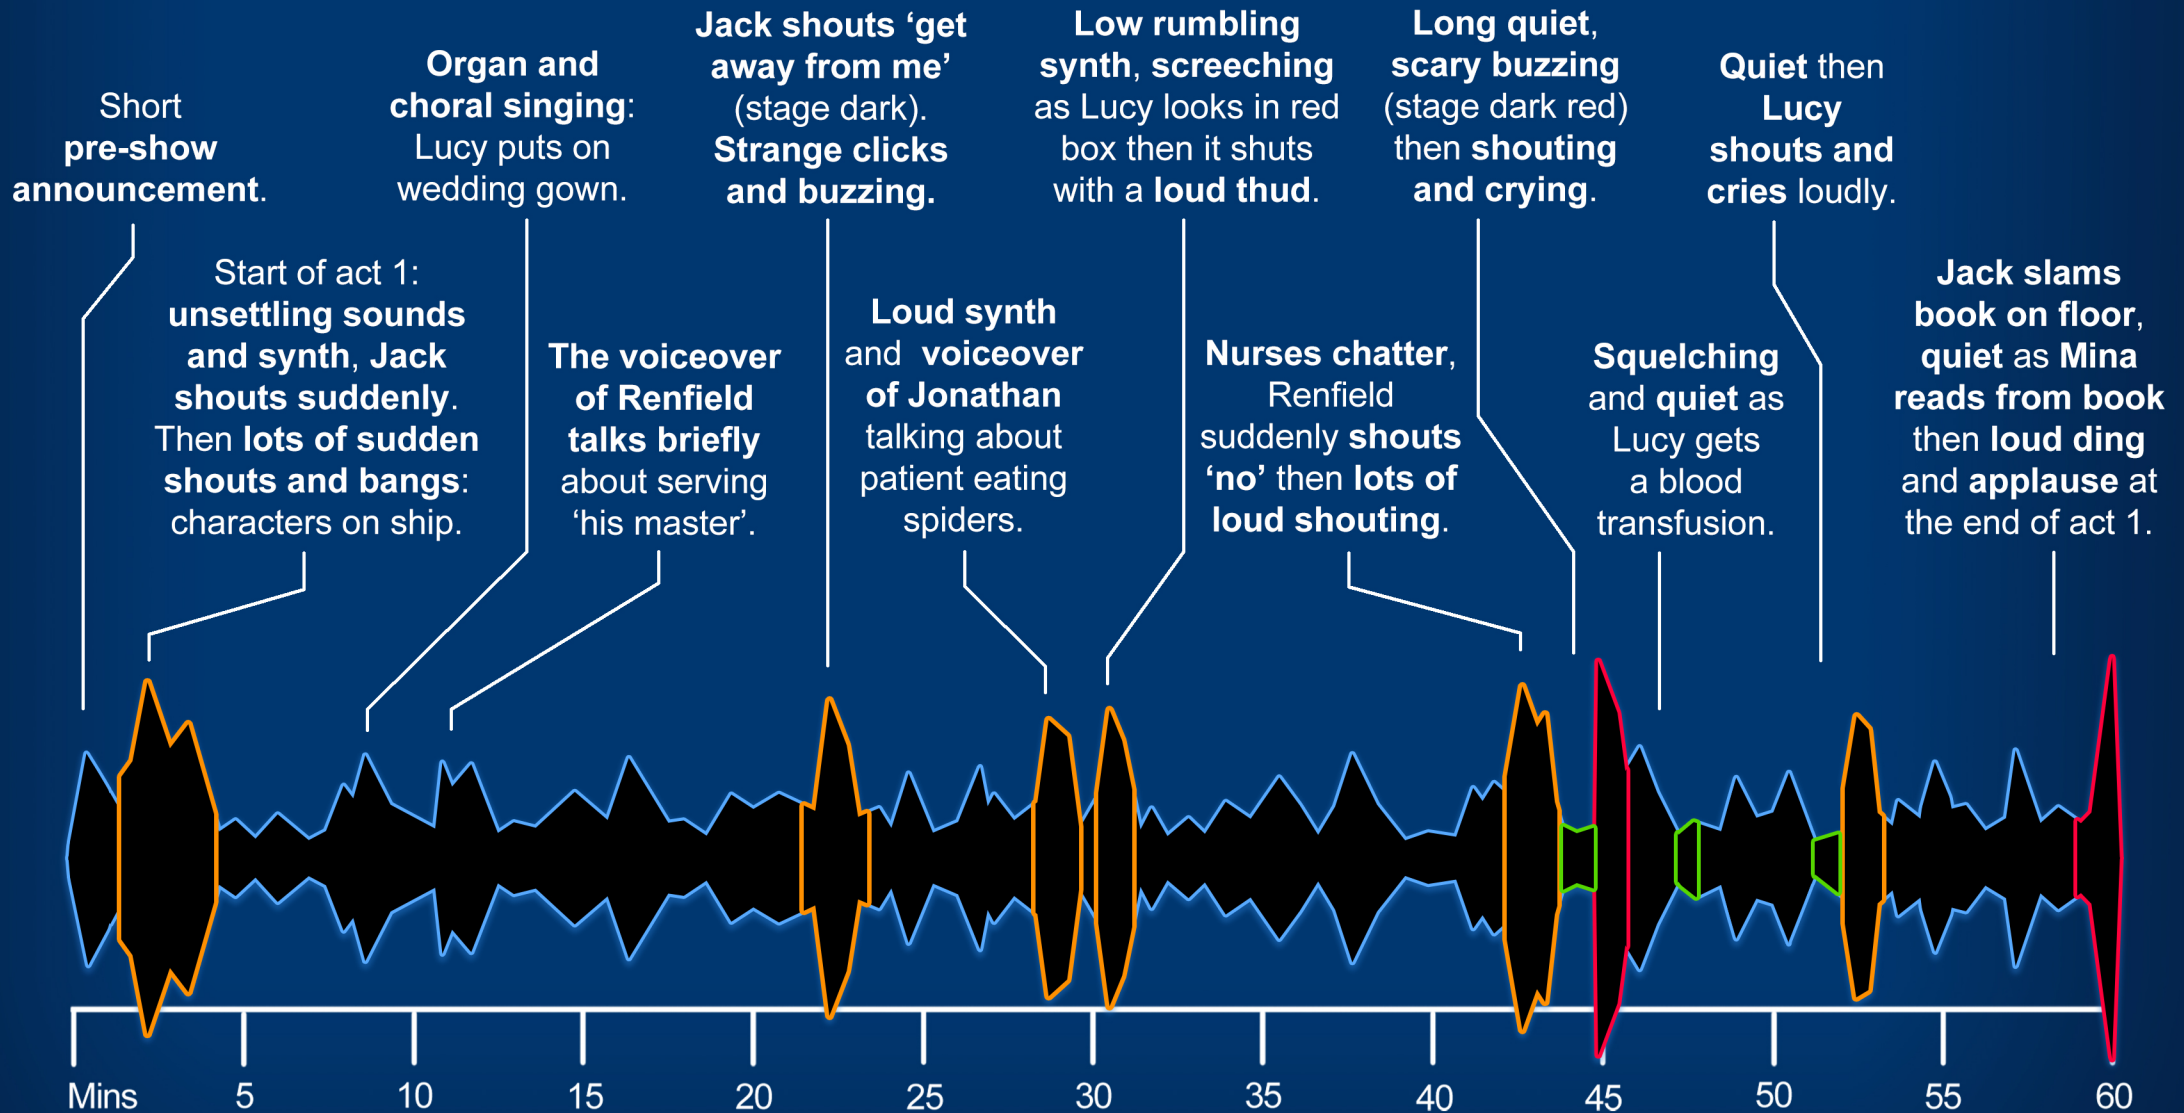 Short
pre-show
announcement.
Start of act 1:
unsettling sounds
and synth, Jack
shouts suddenly.
Then lots of sudden
shouts and bangs:
characters on ship.
Organ and
choral singing:
Lucy puts on
wedding gown.
The voiceover
of Renfield
talks briefly
about serving
‘his master’.
Jack shouts ‘get
away from me’
(stage dark).
Strange clicks
and buzzing.
Loud synth
and voiceover
of Jonathan
talking about
patient eating
spiders.
Low rumbling
synth, screeching
as Lucy looks in red
box then it shuts
with a loud thud.
Nurses chatter,
Renfield
suddenly shouts
‘no’ then lots of
loud shouting.
Long quiet,
scary buzzing
(stage dark red)
then shouting
and crying.
Squelching
and quiet as
Lucy gets
a blood
transfusion.
Quiet then
Lucy
shouts and
cries loudly.
Jack slams
book on floor,
quiet as Mina
reads from book
then loud ding
and applause at
the end of act 1.
Mins 5 10 15 20 25 30 35 40 45 50 55 60